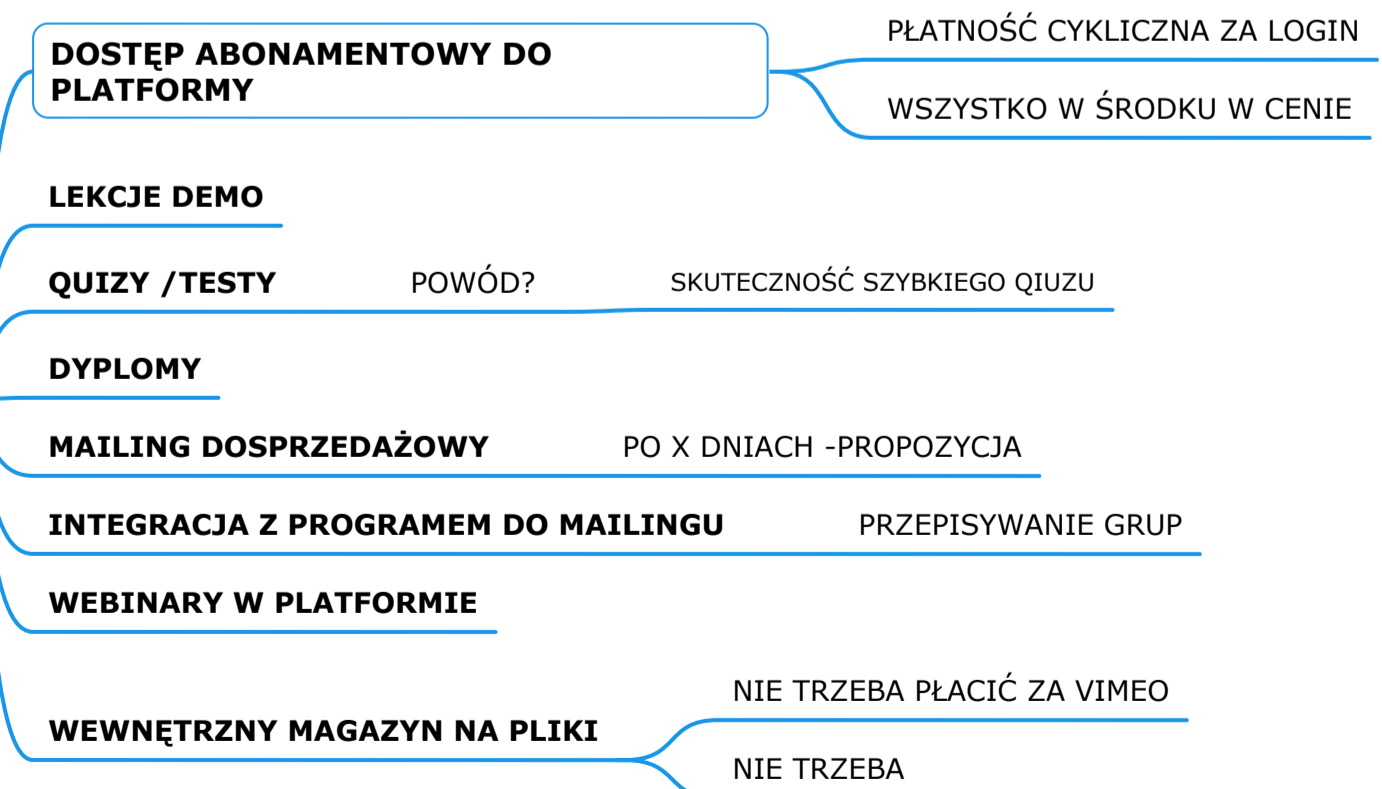 DOSTĘP ABONAMENTOWY DO
PLATFORMY
PŁATNOŚĆ CYKLICZNA ZA LOGIN
WSZYSTKO W ŚRODKU W CENIE
LEKCJE DEMO
QUIZY /TESTY POWÓD? SKUTECZNOŚĆ SZYBKIEGO QIUZU
DYPLOMY
MAILING DOSPRZEDAŻOWY PO X DNIACH -PROPOZYCJA
INTEGRACJA Z PROGRAMEM DO MAILINGU PRZEPISYWANIE GRUP
WEBINARY W PLATFORMIE
WEWNĘTRZNY MAGAZYN NA PLIKI
NIE TRZEBA PŁACIĆ ZA VIMEO
NIE TRZEBA